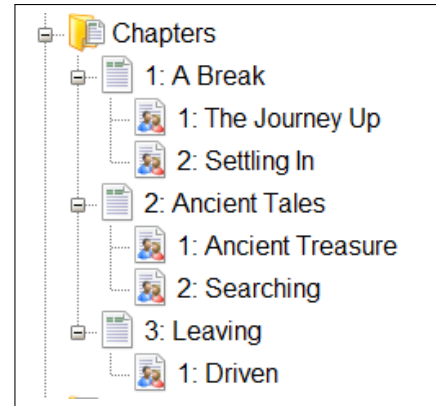 Chapters
1: A Break
1: The Journey Up
2: Settling In
2: Ancient Tales
1: Ancient Treasure
2: Searching
3: Leaving
1: Driven